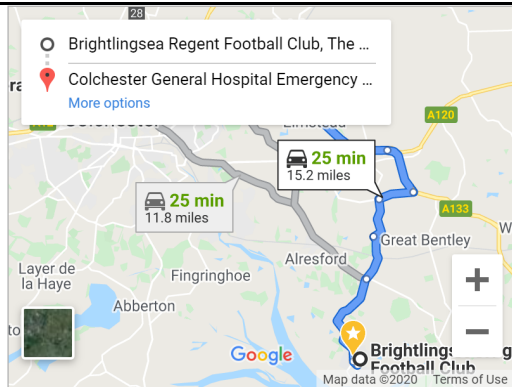 28
Brightlingsea Regent Football Club, The ...
Colchester General Hospital Emergency ...
More options
A120
25 min
15.2 miles
25 min
11.8 miles
A133
Great Bentley
Alresford
Layer de
la Haye
Fingringhoe
Abberton
+
−
Google
Football Club
Map data ©2020 Terms of Use